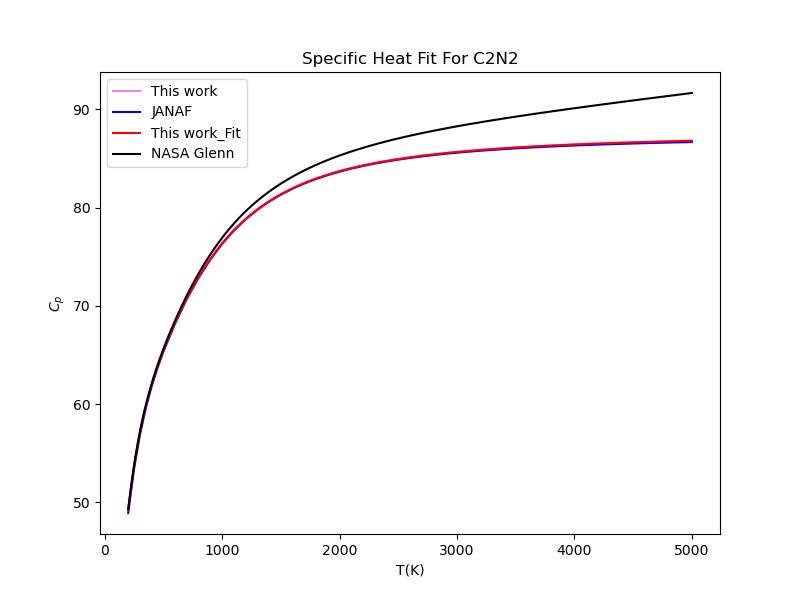 Specific Heat Fit For C2N2
This work
JANAF
This work_Fit
NASA Glenn
90
80
70
60
50
C_p
0 1000 2000 3000 4000 5000
T(K)